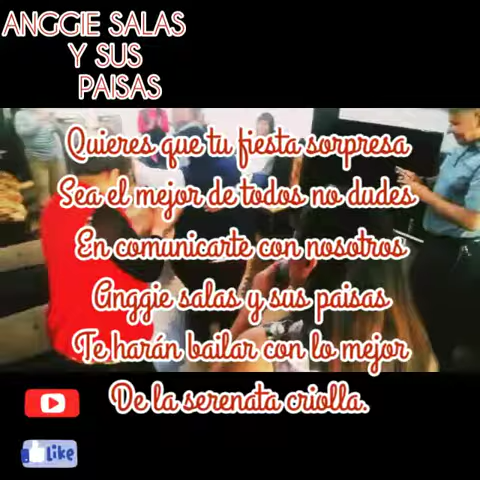 ANGGIE SALAS
Y SUS
PAISAS
Quieres que tu fiesta sorpresa
Sea el mejor de todos no dudes
En comunicarte con nosotros
Anggie salas y sus paisas
Te harán bailar con lo mejor
De la serenata criolla.
Like